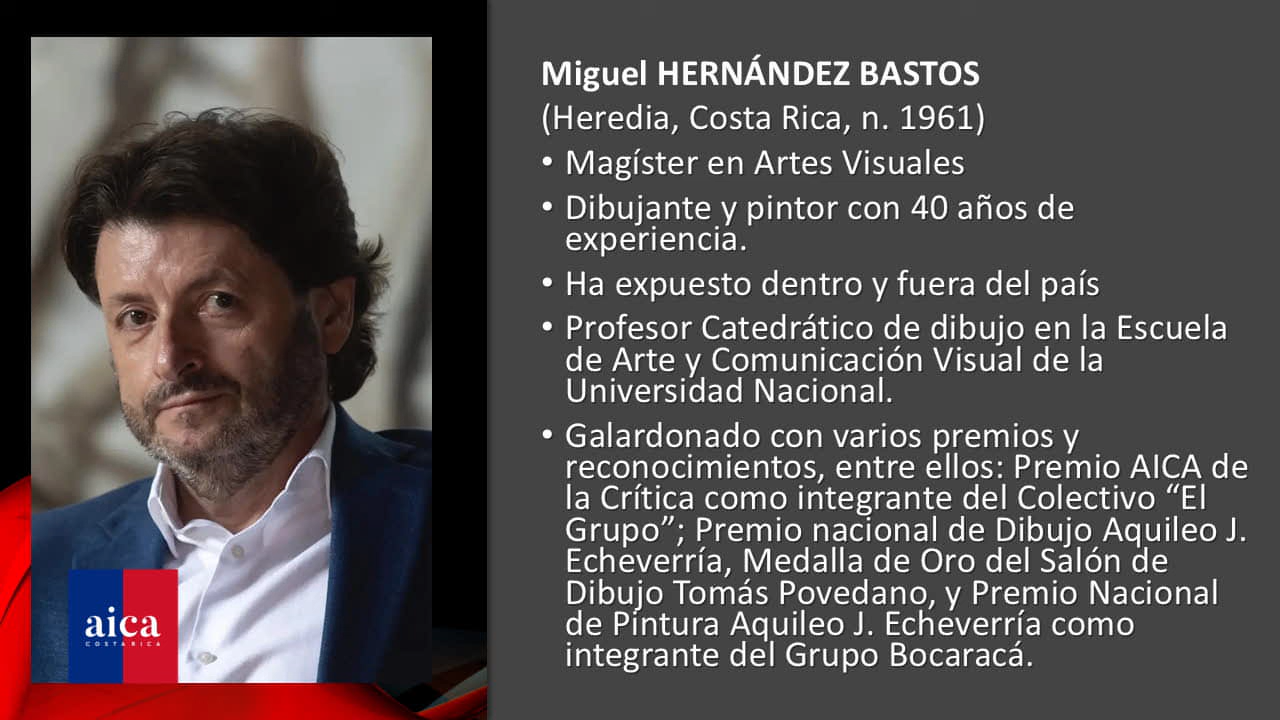 Miguel HERNÁNDEZ BASTOS
(Heredia, Costa Rica, n. 1961)
• Magíster en Artes Visuales
• Dibujante y pintor con 40 años de
experiencia.
• Ha expuesto dentro y fuera del país
• Profesor Catedrático de dibujo en la Escuela
de Arte y Comunicación Visual de la
Universidad Nacional.
• Galardonado con varios premios y
reconocimientos, entre ellos: Premio AICA de
la Crítica como integrante del Colectivo “El
Grupo”; Premio nacional de Dibujo Aquileo J.
Echeverría, Medalla de Oro del Salón de
Dibujo Tomás Povedano, y Premio Nacional
de Pintura Aquileo J. Echeverría como
integrante del Grupo Bocaracá.
aica
COSTA RICA